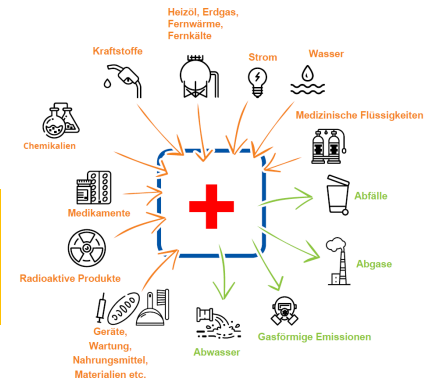 Heizöl, Erdgas,
Fernwärme,
Fernkälte
Kraftstoffe
Strom
Wasser
Medizinische Flüssigkeiten
Chemikalien
Abfälle
Medikamente
Abgase
Radioaktive Produkte
Gasförmige Emissionen
Abwasser
Geräte,
Wartung,
Nahrungsmittel,
Materialien etc.